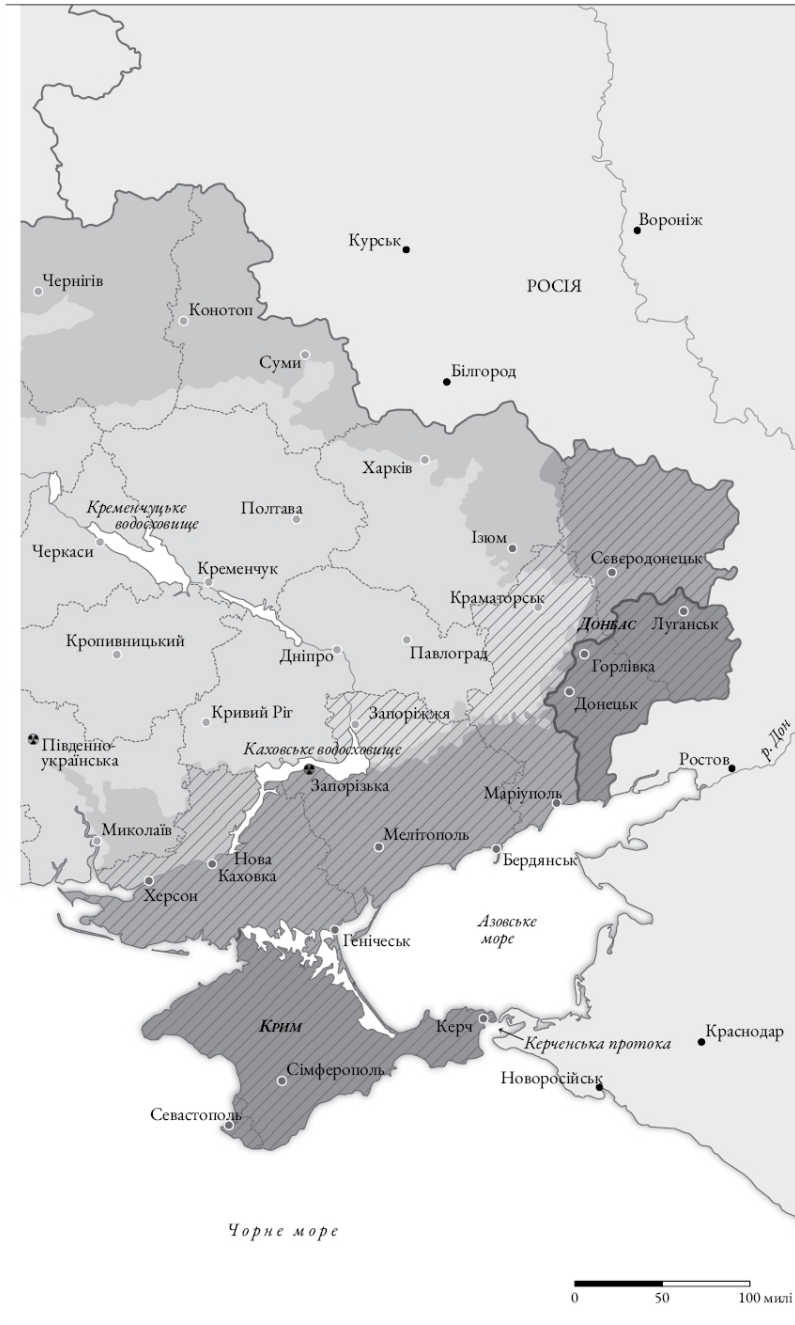 Вороніж
Курськ
Чернігів
РОСІЯ
Конотоп
Суми
Білгород
Харків
Кременчуцьке
водосховище
Полтава
Ізюм
Черкаси
Сєвєродонецьк
Кременчук
Краматорськ
Донбас
Луганськ
Кропивницький
Дніпро
Павлоград
Горлівка
Донецьк
Кривий Ріг
Запоріжжя
р. Дон
Південно-
українська
Каховське водосховище
Ростов
Запорізька
Маріуполь
Миколаїв
Мелітополь
Нова
Каховка
Бердянськ
Херсон
Азовське
море
Генічеськ
Крим
Керч
Керченська протока
Краснодар
Сімферополь
Новоросійськ
Севастополь
Чорне море
0 50 100 милі